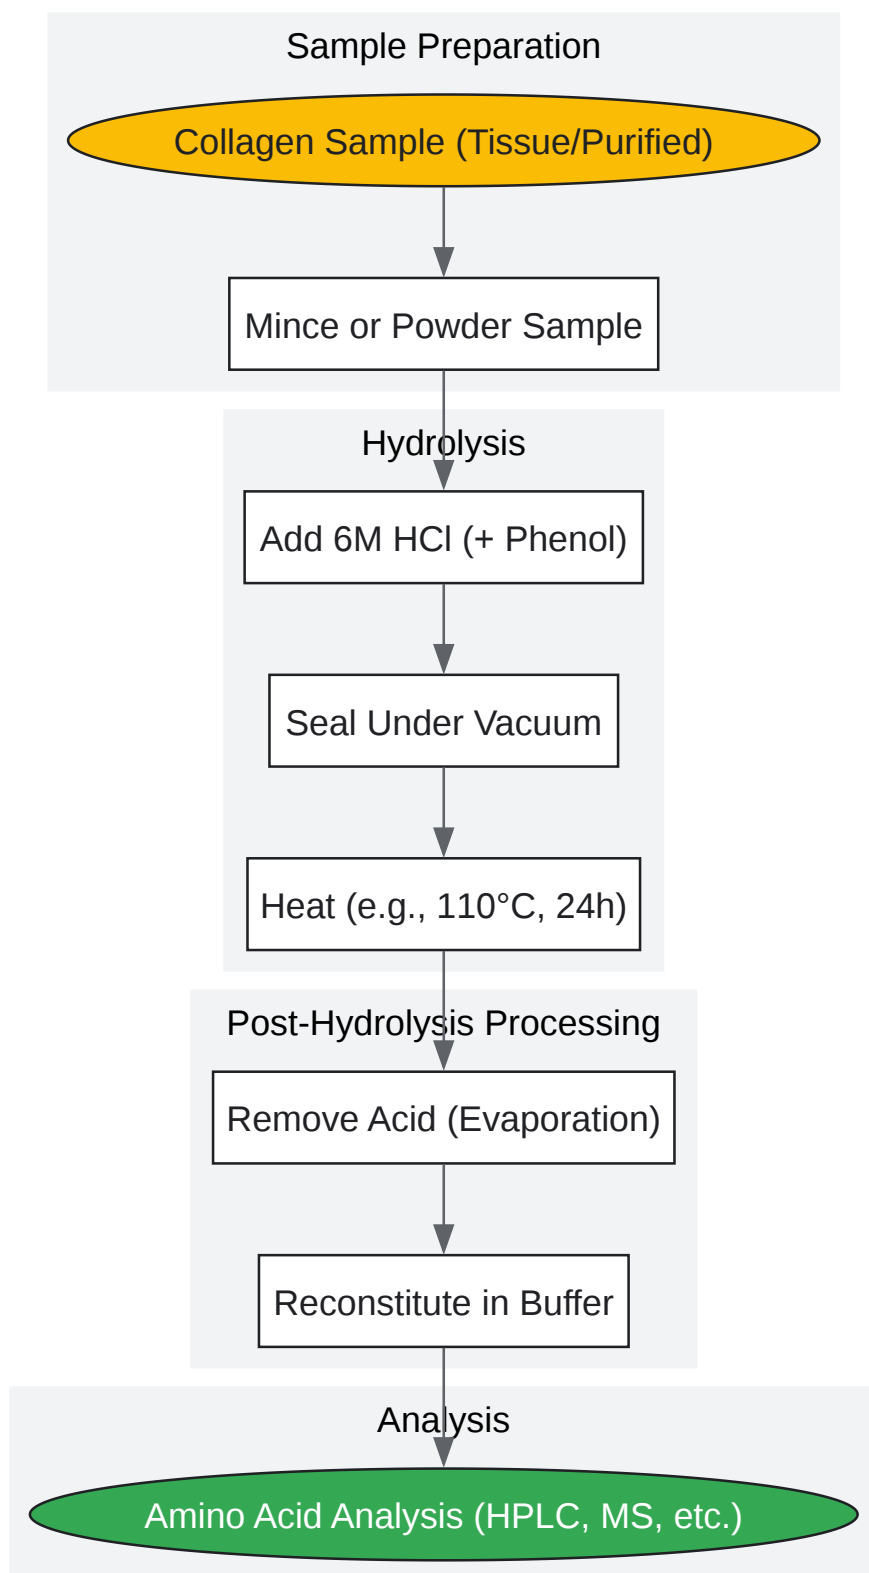 Sample Preparation
Collagen Sample (Tissue/Purified)
Mince or Powder Sample
Hydrolysis
Add 6M HCl (+ Phenol)
Seal Under Vacuum
Heat (e.g., 110°C, 24h)
Post-Hydrolysis Processing
Remove Acid (Evaporation)
Reconstitute in Buffer
Analysis
Amino Acid Analysis (HPLC, MS, etc.)